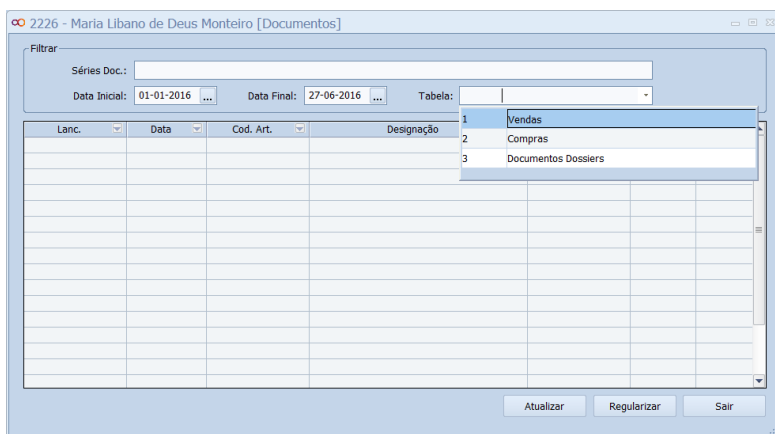 2226 - Maria Libano de Deus Monteiro [Documentos]
Filtrar
Séries Doc.:
Data Inicial: 01-01-2016 ... Data Final: 27-06-2016 ... Tabela:
1 Vendas
2 Compras
3 Documentos Dossiers
Lanc. Data Cod. Art. Designação
Atualizar Regularizar Sair